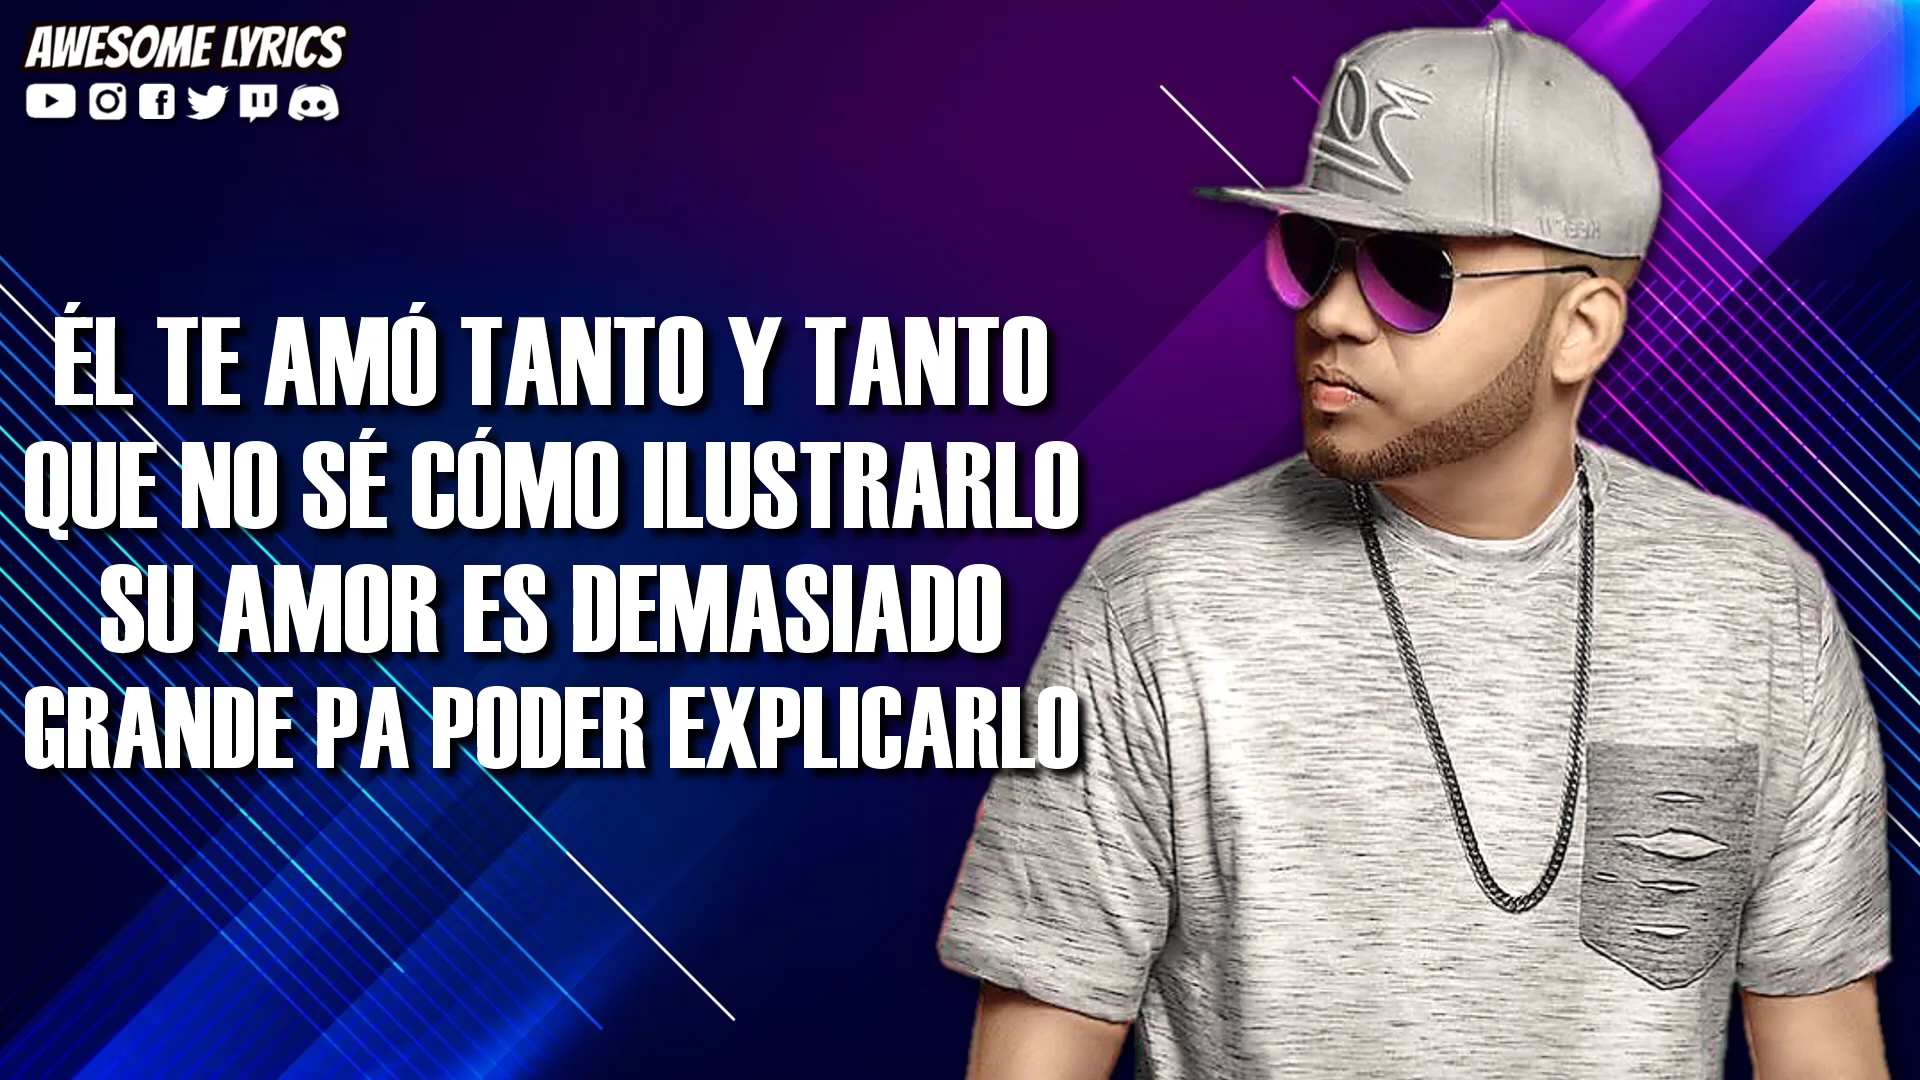 AWESOME LYRICS
ÉL TE AMÓ TANTO Y TANTO
QUE NO SÉ CÓMO ILUSTRARLO
SU AMOR ES DEMASIADO
GRANDE PA PODER EXPLICARLO